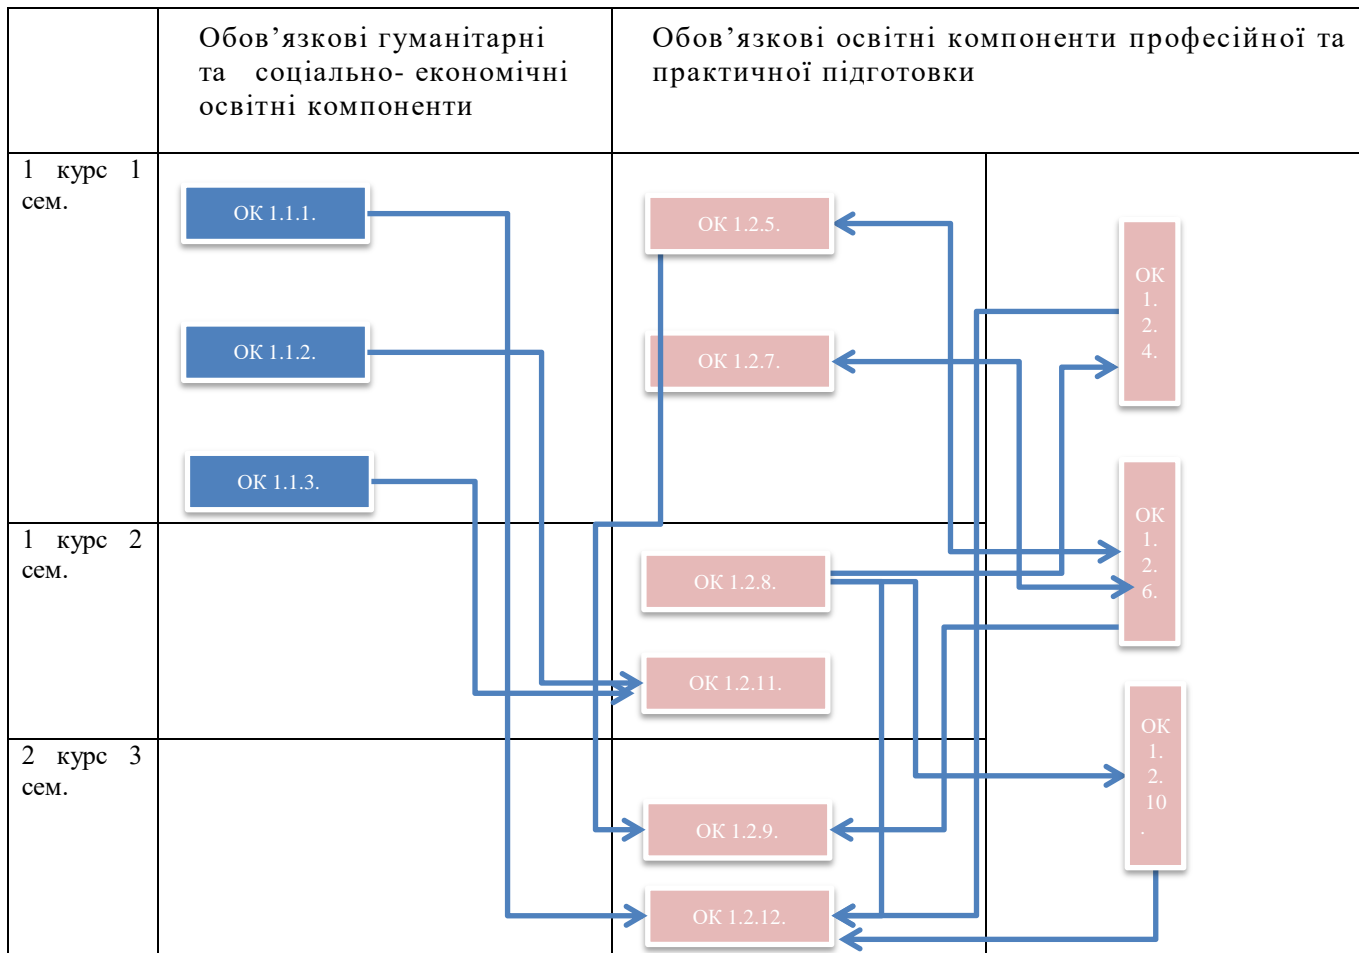 Обов’язкові гуманітарні
та соціально- економічні
освітні компоненти
Обов’язкові освітні компоненти професійної та
практичної підготовки
1 курс 1
сем.
ОК 1.1.1.
ОК 1.2.5.
ОК
1.
2.
4.
ОК 1.1.2.
ОК 1.2.7.
ОК 1.1.3.
ОК
1.
2.
6.
1 курс 2
сем.
ОК 1.2.8.
ОК 1.2.11.
ОК
1.
2.
10
.
2 курс 3
сем.
ОК 1.2.9.
ОК 1.2.12.